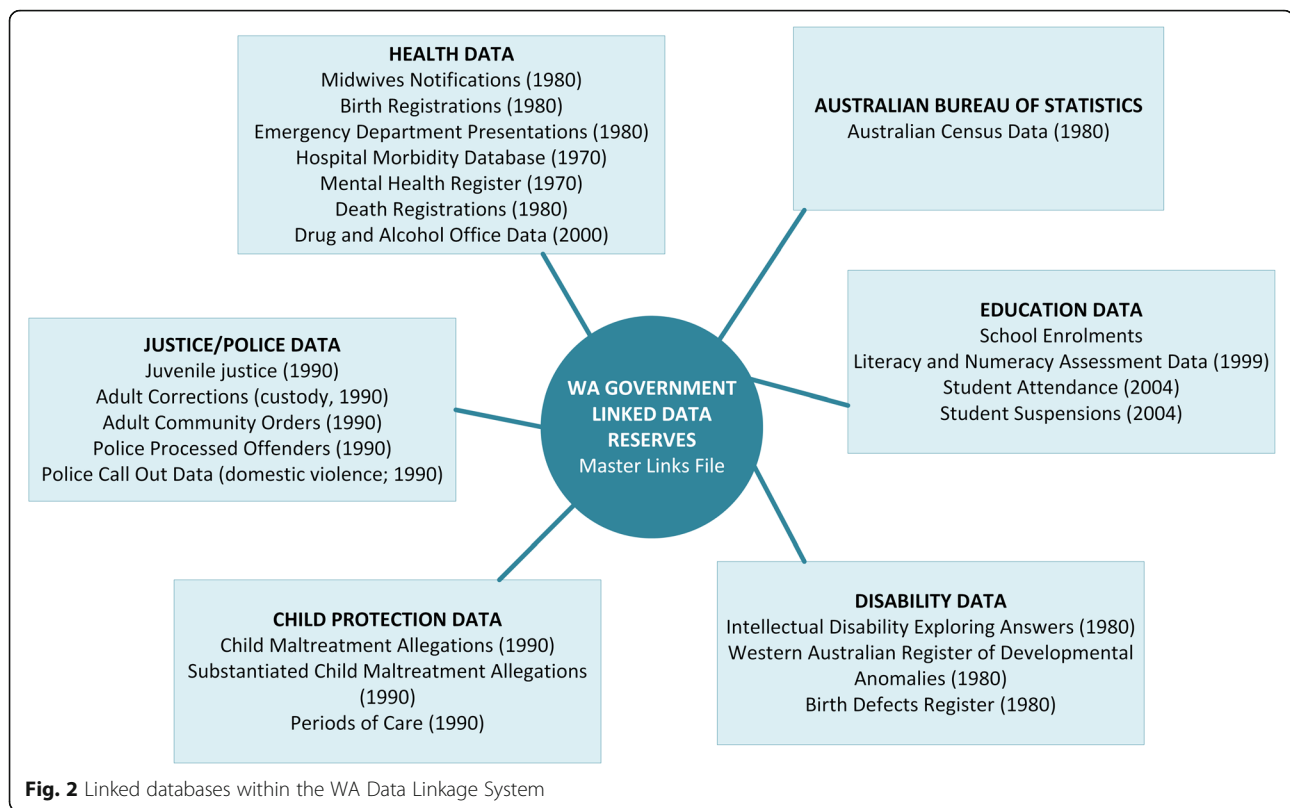 HEALTH DATA
Midwives Notifications (1980)
Birth Registrations (1980)
Emergency Department Presentations (1980)
Hospital Morbidity Database (1970)
Mental Health Register (1970)
Death Registrations (1980)
Drug and Alcohol Office Data (2000)
AUSTRALIAN BUREAU OF STATISTICS
Australian Census Data (1980)
JUSTICE/POLICE DATA
Juvenile justice (1990)
Adult Corrections (custody, 1990)
Adult Community Orders (1990)
Police Processed Offenders (1990)
Police Call Out Data (domestic violence; 1990)
WA GOVERNMENT
LINKED DATA
RESERVES
Master Links File
EDUCATION DATA
School Enrolments
Literacy and Numeracy Assessment Data (1999)
Student Attendance (2004)
Student Suspensions (2004)
CHILD PROTECTION DATA
Child Maltreatment Allegations (1990)
Substantiated Child Maltreatment Allegations
(1990)
Periods of Care (1990)
DISABILITY DATA
Intellectual Disability Exploring Answers (1980)
Western Australian Register of Developmental
Anomalies (1980)
Birth Defects Register (1980)
Fig. 2 Linked databases within the WA Data Linkage System